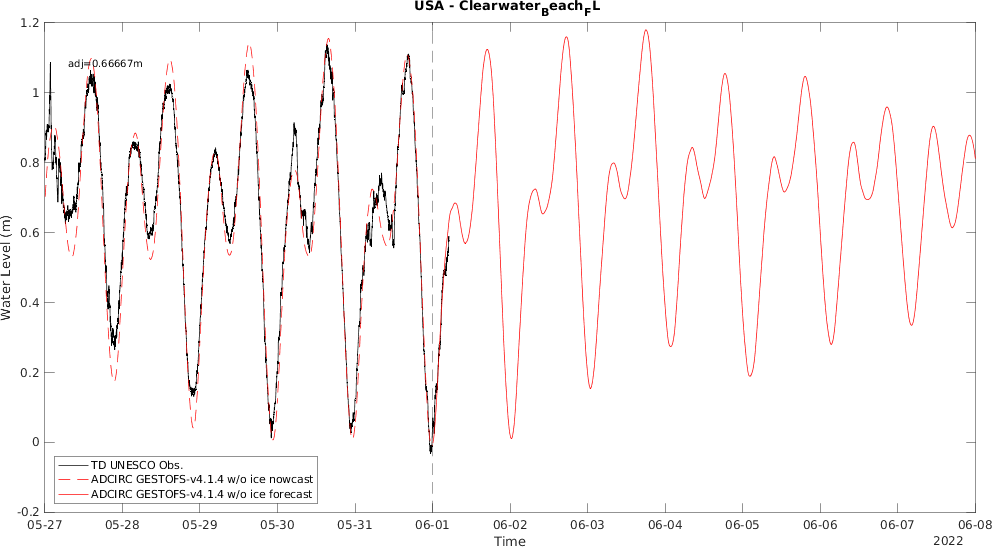 USA - Clearwater_Beach_FL
1.2
adj=0.66667m
1
0.8
0.6
0.4
0.2
0
-0.2
Water Level (m)
TD UNESCO Obs.
ADCIRC GESTOFS-v4.1.4 w/o ice nowcast
ADCIRC GESTOFS-v4.1.4 w/o ice forecast
05-27 05-28 05-29 05-30 05-31 06-01 06-02 06-03 06-04 06-05 06-06 06-07 06-08
Time
2022